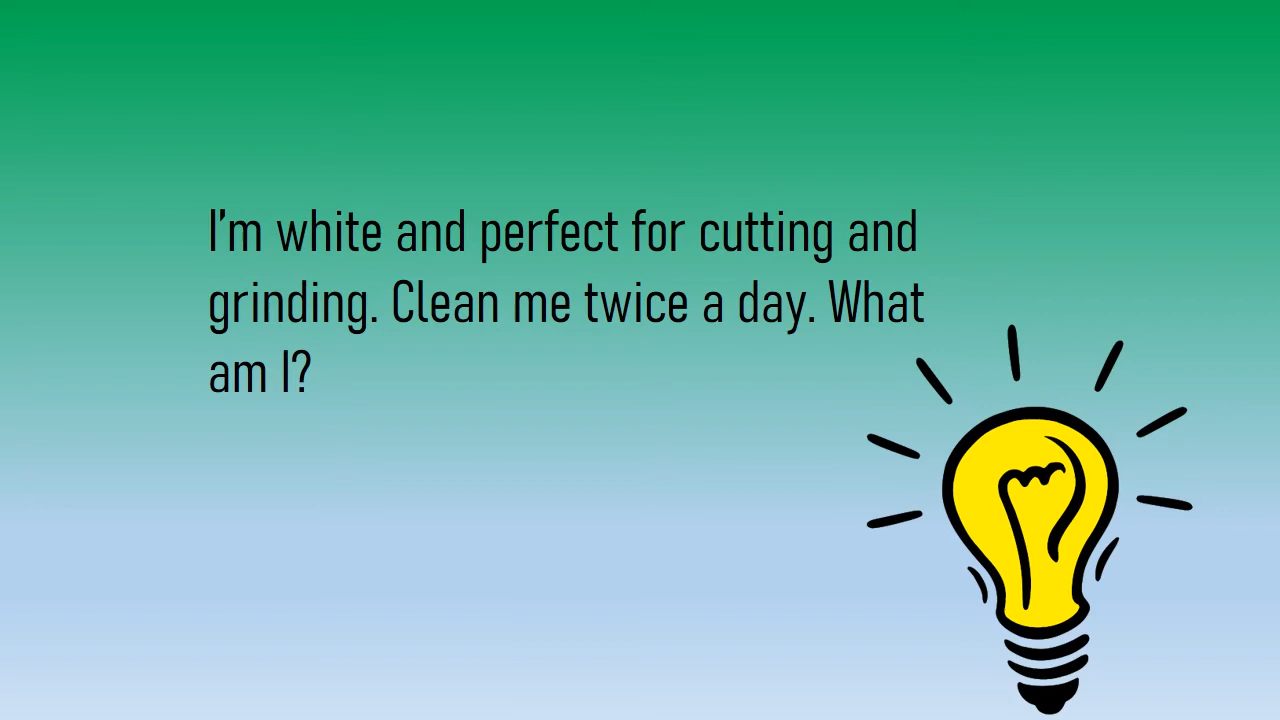 I'm white and perfect for cutting and
grinding. Clean me twice a day. What
am I?